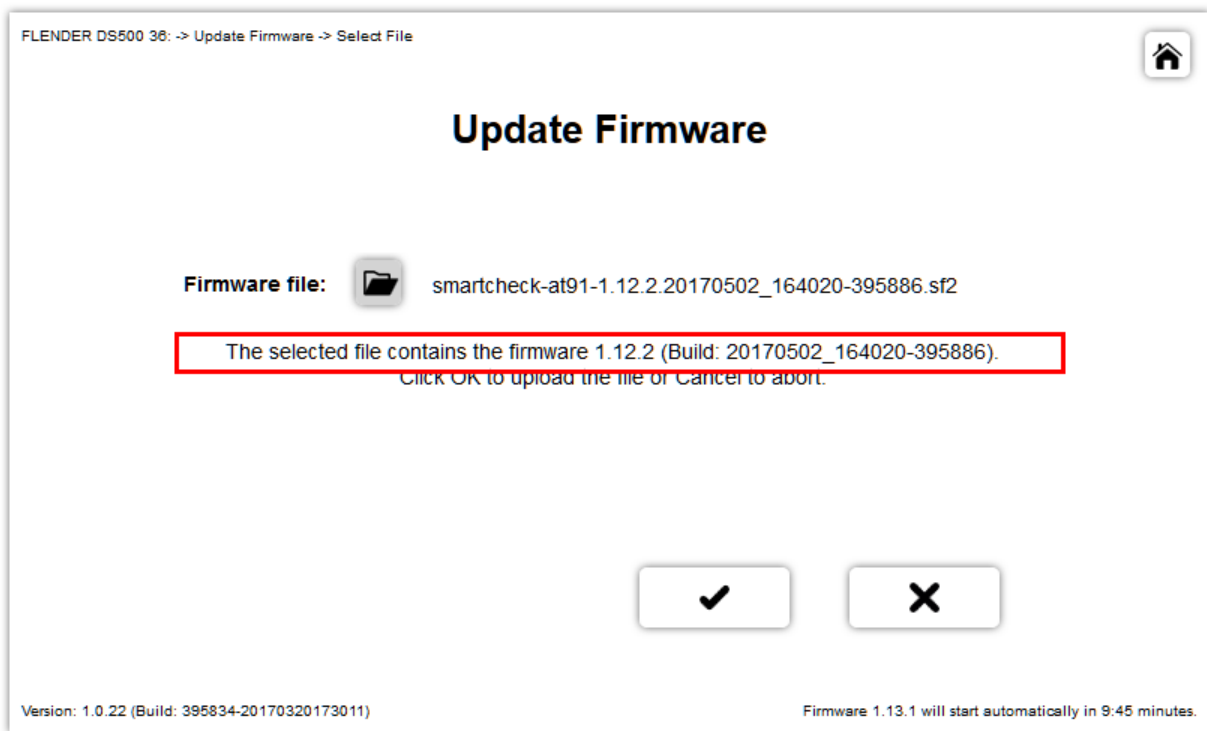 FLENDER DS500 36: -> Update Firmware -> Select File
Update Firmware
Firmware file: smartcheck-at91-1.12.2.20170502_164020-395886.sf2
The selected file contains the firmware 1.12.2 (Build: 20170502_164020-395886).
Click OK to upload the file or Cancel to abort.
Version: 1.0.22 (Build: 395834-20170320173011)
Firmware 1.13.1 will start automatically in 9:45 minutes.